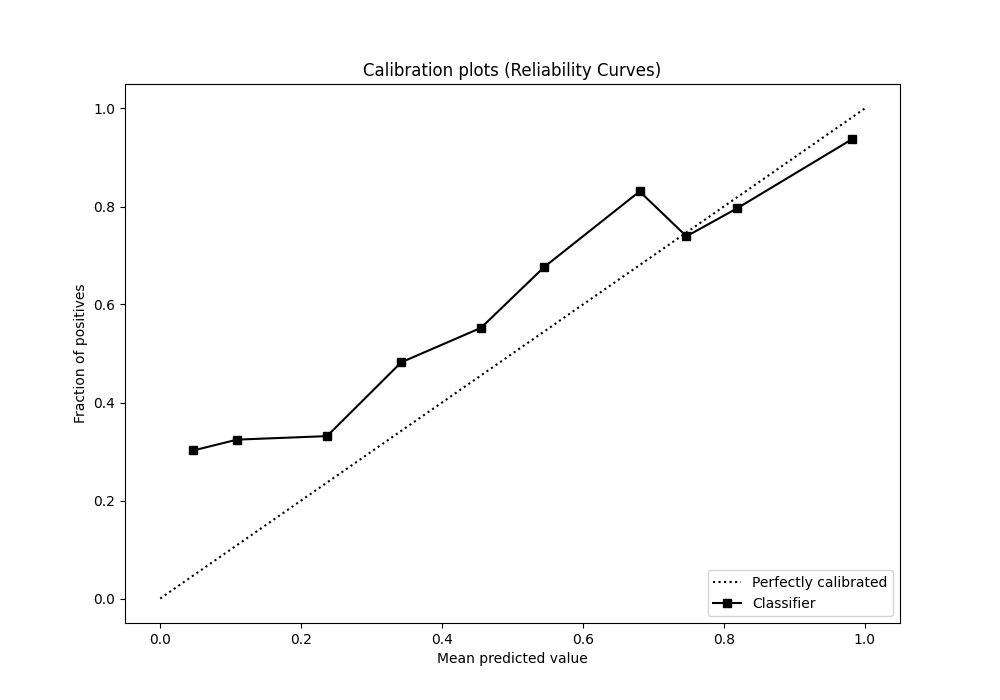 Calibration plots (Reliability Curves)
1.0
0.8
0.6
0.4
0.2
0.0
Fraction of positives
0.0 0.2 0.4 0.6 0.8 1.0
Mean predicted value
Perfectly calibrated
Classifier